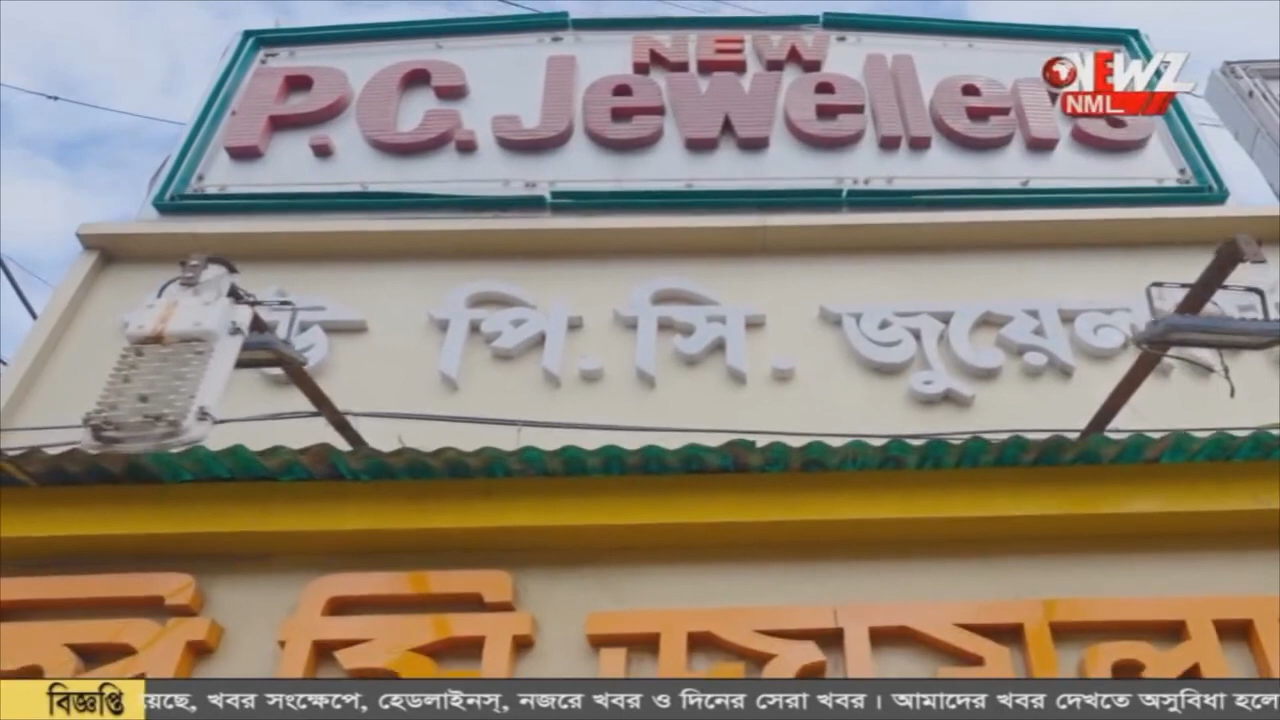 NEW
P.C. Jewellers
NEWZ
NML
উ পি.সি. জুয়েল
পি সি জুয়েলা
বিজ্ঞপ্তি
য়েছে, খবর সংক্ষেপে, হেডলাইনস্, নজরে খবর ও দিনের সেরা খবর। আমাদের খবর দেখতে অসুবিধা হলে